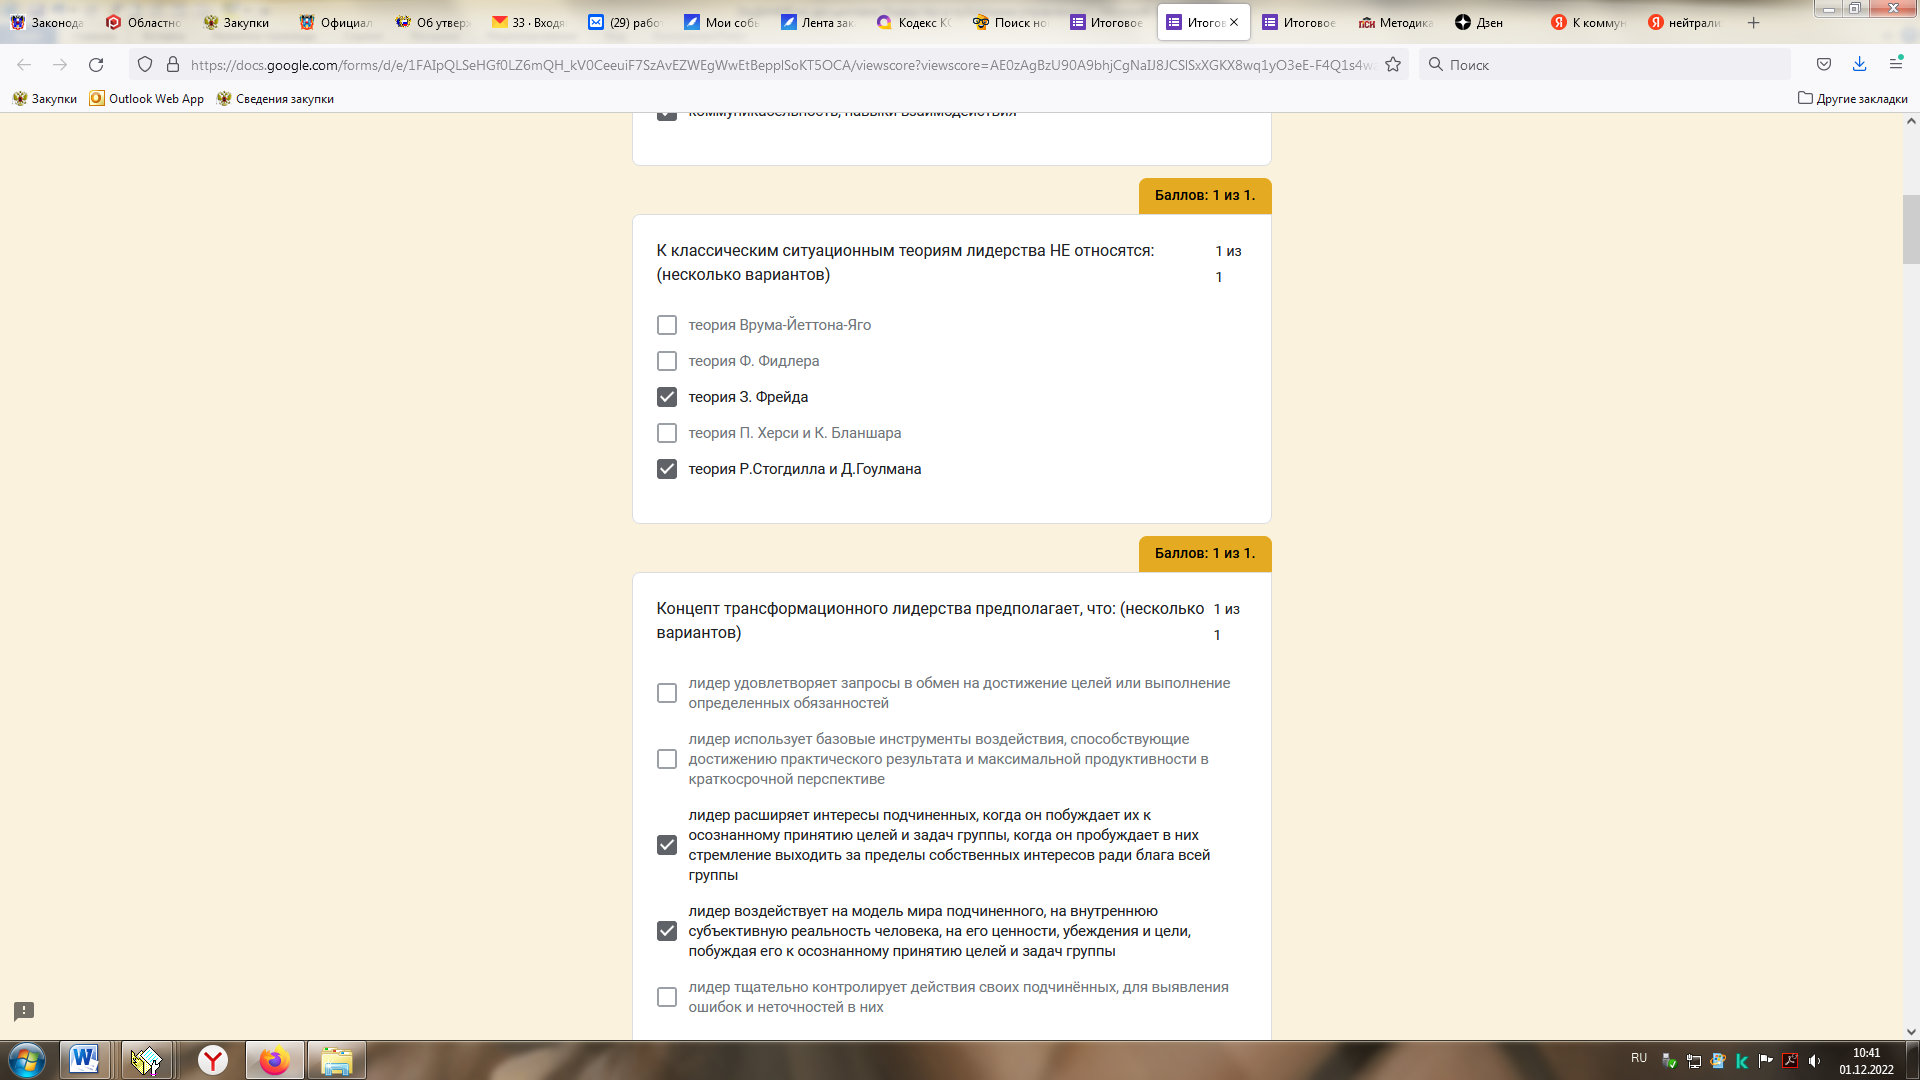 Законода
Областно
Закупки
Официал
Об утвер
33 · Входя
(29) рабо
Мои собы
Лента зак
Кодекс КО
Поиск но
Итоговое
Итогов
Итоговое
Методика
Дзен
К коммун
нейтрали
https://docs.google.com/forms/d/e/1FAIpQLSeHGf0LZ6mQH_kV0CeeuiF7SzAvEZWEgWwEtBepplSoKT5OCA/viewscore?viewscore=AE0zAgBzU90A9bhjCgNaIJ8JCSlSxXGKX8wq1yO3eE-F4Q1s4w
Поиск
Закупки
Outlook Web App
Сведения закупки
Другие закладки
коммуникабельность, навыки взаимодействия
Баллов: 1 из 1.
К классическим ситуационным теориям лидерства НЕ относятся: 1 из
(несколько вариантов) 1
теория Врума-Йеттона-Яго
теория Ф. Фидлера
теория З. Фрейда
теория П. Херси и К. Бланшара
теория Р.Стогдилла и Д.Гоулмана
Баллов: 1 из 1.
Концепт трансформационного лидерства предполагает, что: (несколько 1 из
вариантов) 1
лидер удовлетворяет запросы в обмен на достижение целей или выполнение
определенных обязанностей
лидер использует базовые инструменты воздействия, способствующие
достижению практического результата и максимальной продуктивности в
краткосрочной перспективе
лидер расширяет интересы подчиненных, когда он побуждает их к
осознанному принятию целей и задач группы, когда он пробуждает в них
стремление выходить за пределы собственных интересов ради блага всей
группы
лидер воздействует на модель мира подчиненного, на внутреннюю
субъективную реальность человека, на его ценности, убеждения и цели,
побуждая его к осознанному принятию целей и задач группы
лидер тщательно контролирует действия своих подчинённых, для выявления
ошибок и неточностей в них
RU
10:41
01.12.2022